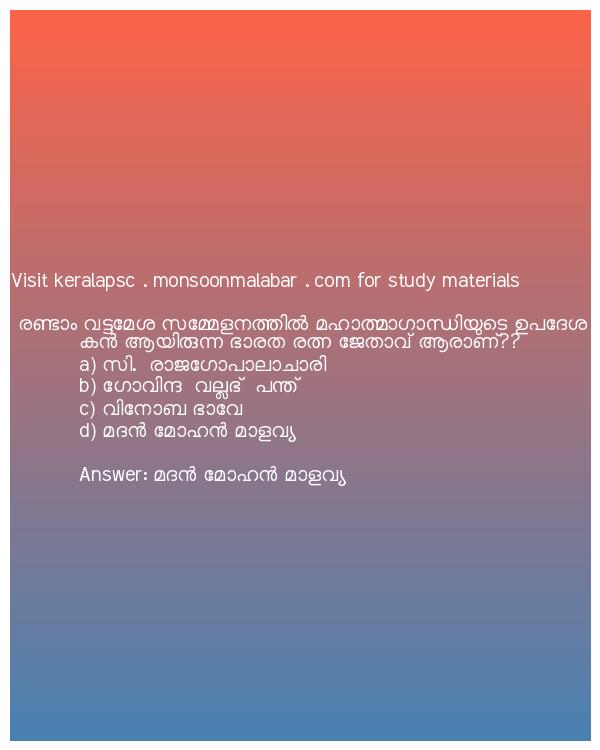 Visit keralapsc . monsoonmalabar . com for study materials
രണ്ടാം വട്ടമേശ സമ്മേളനത്തിൽ മഹാത്മാഗാന്ധിയുടെ ഉപദേശ
കൻ ആയിരുന്ന ഭാരത രത്ന ജേതാവ് ആരാണ്??
a) സി. രാജഗോപാലാചാരി
b) ഗോവിന്ദ വല്ലഭ് പന്ത്
c) വിനോബ ഭാവേ
d) മദൻ മോഹൻ മാളവ്യ
Answer: മദൻ മോഹൻ മാളവ്യ